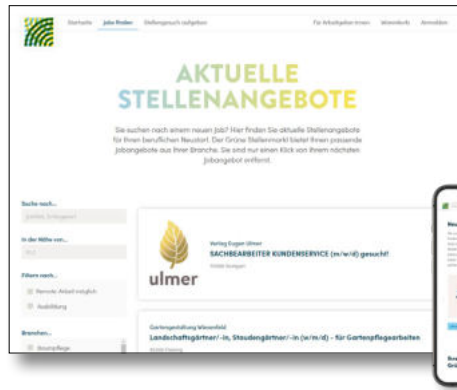 Startseite Jobs finden Stellengesuch aufgeben Für Arbeitgeber:innen Warenkorb Anmelden
AKTUELLE
STELLENANGEBOTE
Sie suchen nach einem neuen Job? Hier finden Sie aktuelle Stellenangebote
für Ihren beruflichen Neustart. Der Grüne Stellenmarkt bietet Ihnen passende
Jobangebote aus Ihrer Branche. Sie sind nur einen Klick von Ihrem nächsten
Jobangebot entfernt.
Suche nach...
In der Nähe von...
PLZ
Filtern nach...
Remote Arbeit möglich
Ausbildung
Branchen...
Baumpflege
ulmer
Verlag Eugen Ulmer
SACHBEARBEITER KUNDENSERVICE (m/w/d) gesucht!
Stuttgart
Gartengestaltung Wiesenfeld
Landschaftsgärtner/-in, Staudengärtner/-in (w/m/d) - für Gartenpflegearbeiten